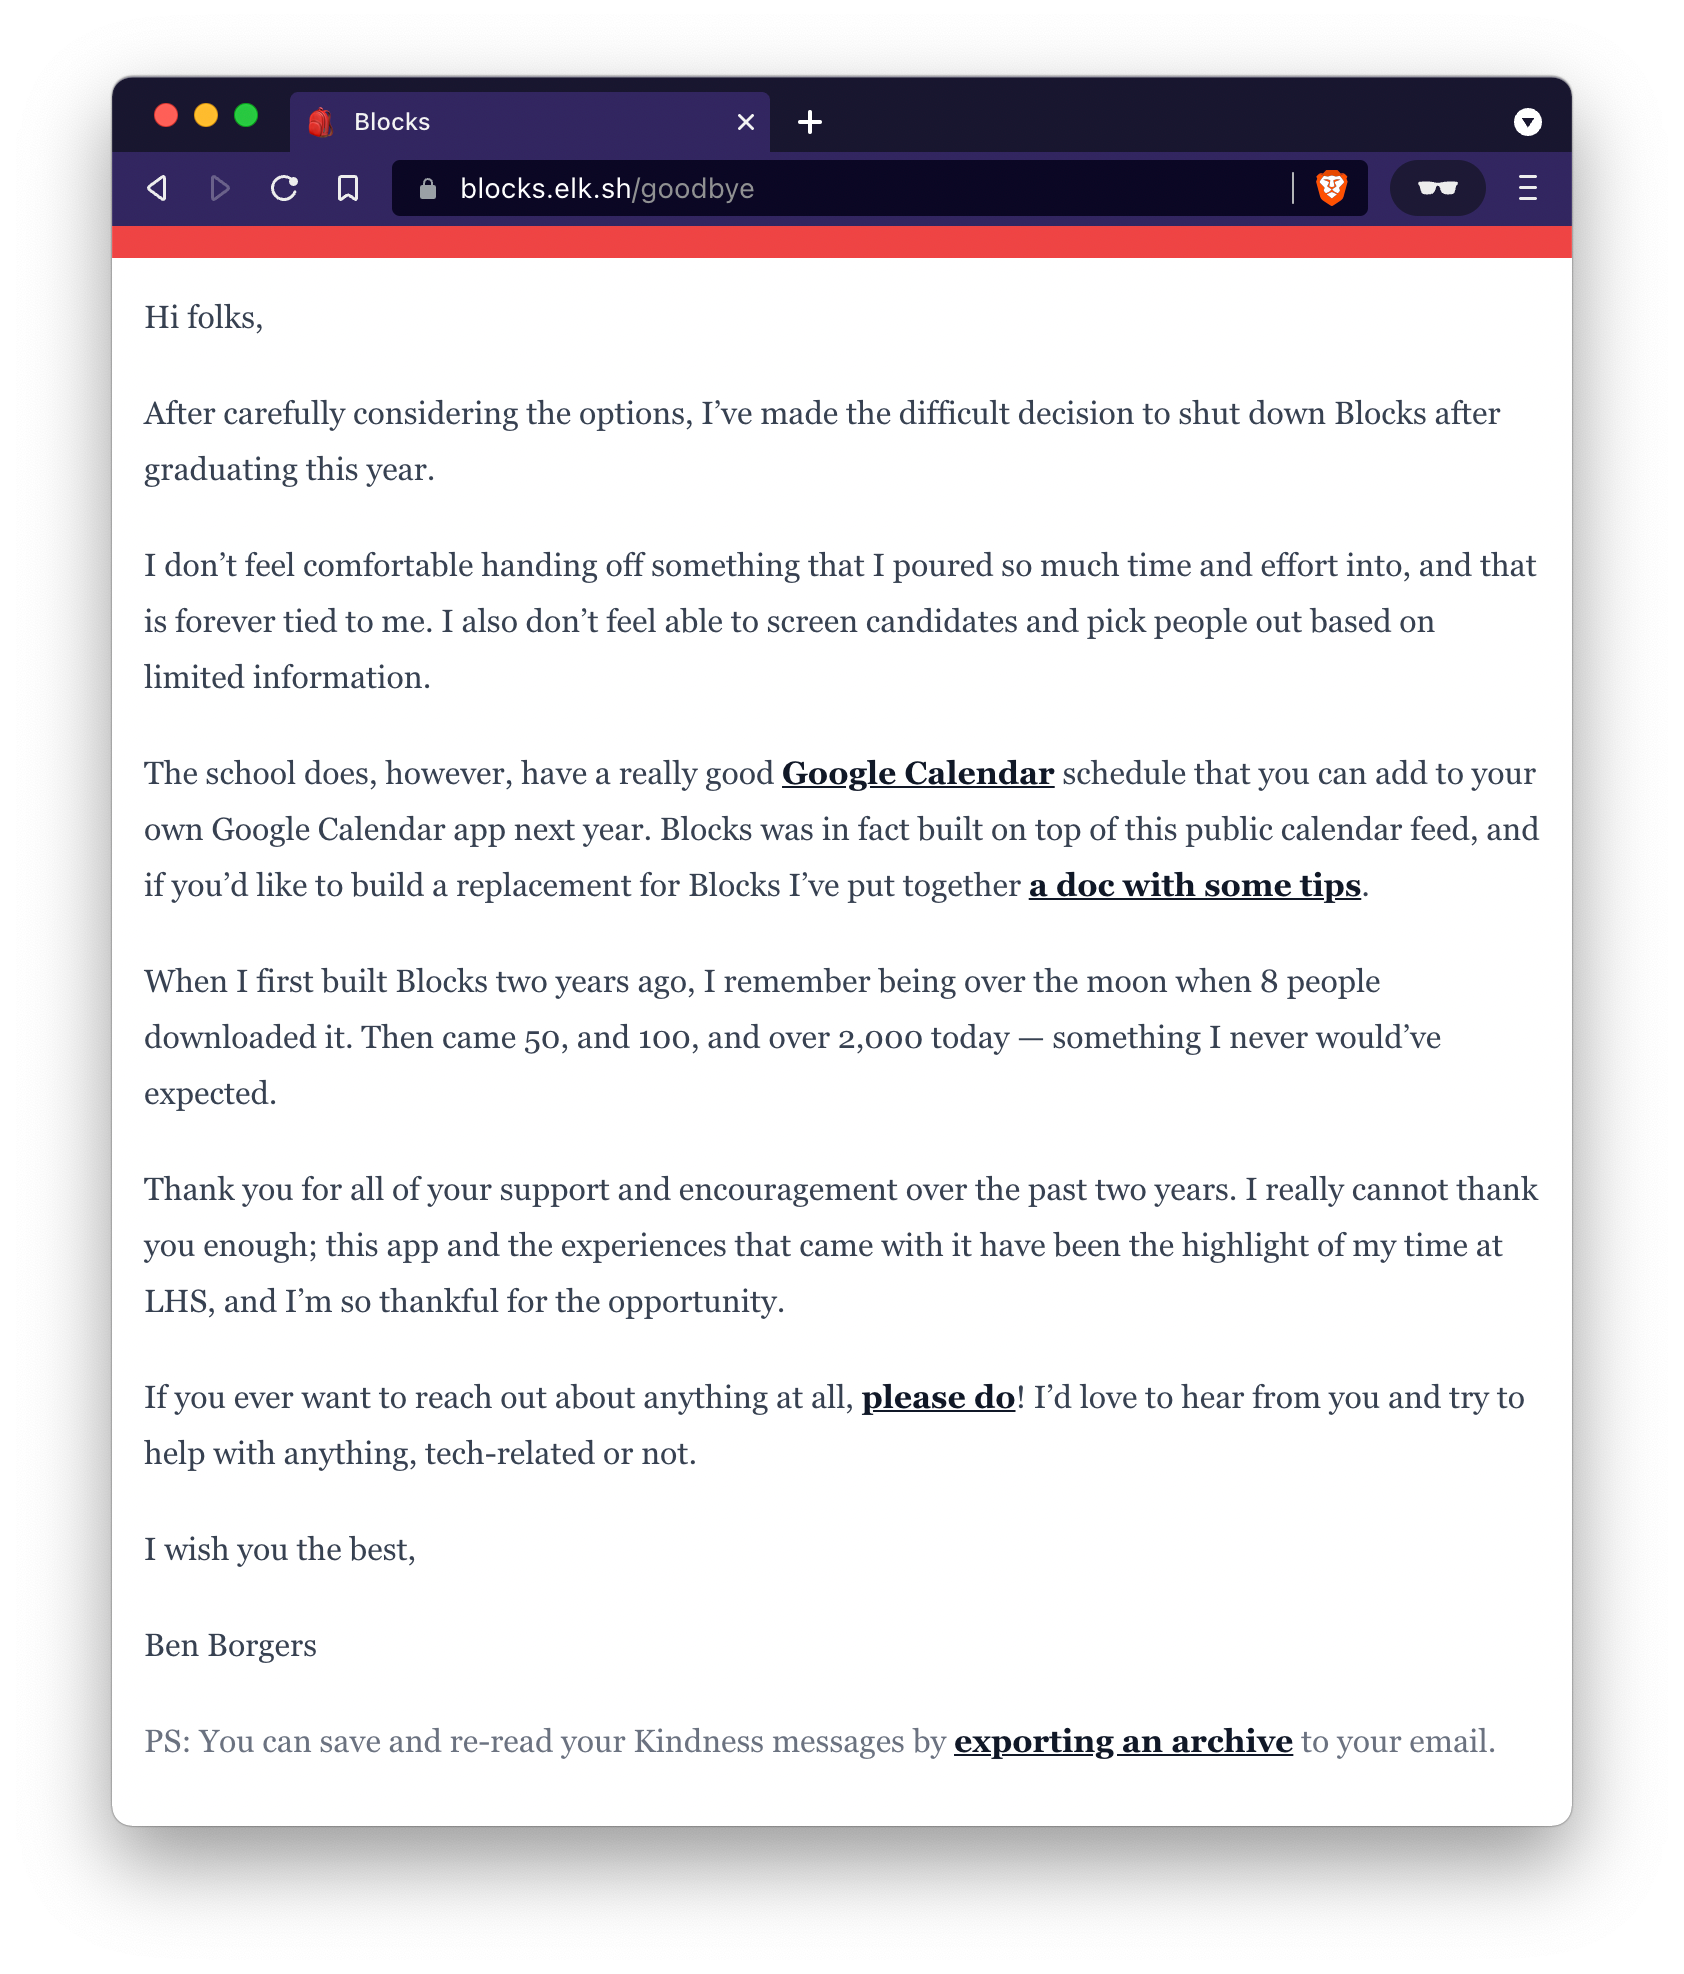 Blocks
blocks.elk.sh/goodbye
Hi folks,
After carefully considering the options, I’ve made the difficult decision to shut down Blocks after
graduating this year.
I don’t feel comfortable handing off something that I poured so much time and effort into, and that
is forever tied to me. I also don’t feel able to screen candidates and pick people out based on
limited information.
The school does, however, have a really good Google Calendar schedule that you can add to your
own Google Calendar app next year. Blocks was in fact built on top of this public calendar feed, and
if you’d like to build a replacement for Blocks I’ve put together a doc with some tips.
When I first built Blocks two years ago, I remember being over the moon when 8 people
downloaded it. Then came 50, and 100, and over 2,000 today — something I never would’ve
expected.
Thank you for all of your support and encouragement over the past two years. I really cannot thank
you enough; this app and the experiences that came with it have been the highlight of my time at
LHS, and I’m so thankful for the opportunity.
If you ever want to reach out about anything at all, please do! I’d love to hear from you and try to
help with anything, tech-related or not.
I wish you the best,
Ben Borgers
PS: You can save and re-read your Kindness messages by exporting an archive to your email.